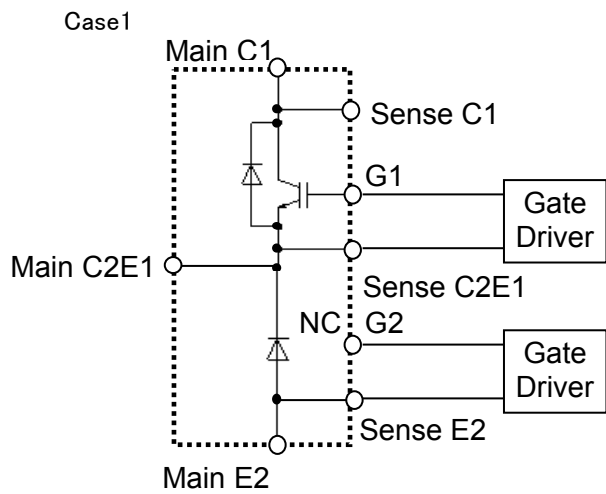 Case1
Main C1
Sense C1
G1
Gate
Driver
Main C2E1
Sense C2E1
NC G2
Gate
Driver
Sense E2
Main E2